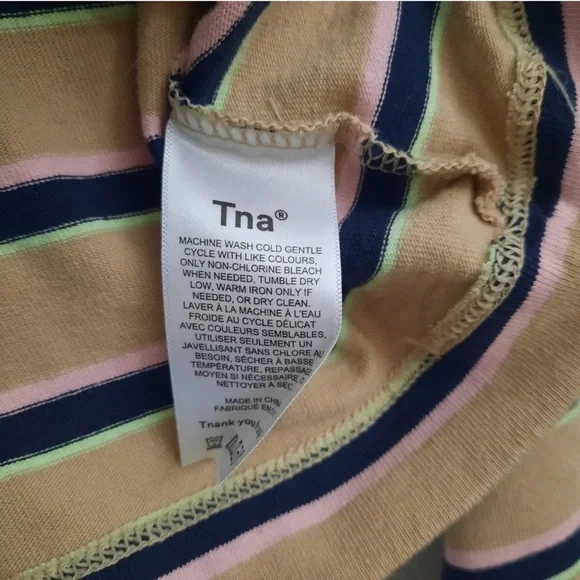 Tna®
MACHINE WASH COLD GENTLE
CYCLE WITH LIKE COLOURS,
ONLY NON-CHLORINE BLEACH
WHEN NEEDED, TUMBLE DRY
LOW, WARM IRON ONLY IF
NEEDED, OR DRY CLEAN.
LAVER À LA MACHINE À L'EAU
FROIDE AU CYCLE DÉLICAT
AVEC COULEURS SEMBLABLES,
UTILISER SEULEMENT UN
JAVELLISANT SANS CHLORE AU
BESOIN, SÉCHER À BASSE
TEMPÉRATURE, REPASSAGE
MOYEN SI NÉCESSAIRE,
NETTOYER À SEC
MADE IN CHIN
FABRIQUÉ EN
Tnank you